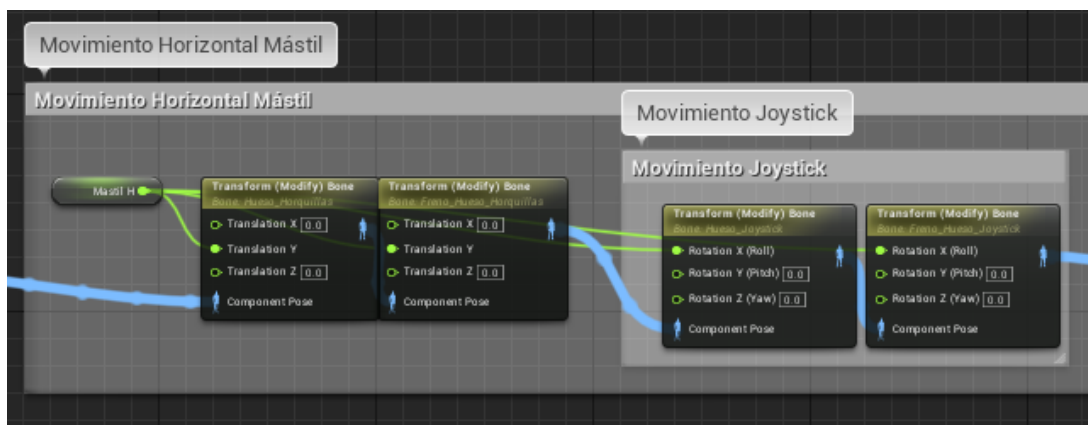 Movimiento Horizontal Mástil
Movimiento Horizontal Mástil
Movimiento Joystick
Movimiento Joystick
Mastil H
Transform (Modify) Bone
Bone: Hueso_Horquillas
Translation X 0.0
Translation Y
Translation Z 0.0
Component Pose
Transform (Modify) Bone
Bone: Freno_Hueso_Horquillas
Translation X 0.0
Translation Y
Translation Z 0.0
Component Pose
Transform (Modify) Bone
Bone: Hueso_Joystick
Rotation X (Roll)
Rotation Y (Pitch) 0.0
Rotation Z (Yaw) 0.0
Component Pose
Transform (Modify) Bone
Bone: Freno_Hueso_Joystick
Rotation X (Roll)
Rotation Y (Pitch) 0.0
Rotation Z (Yaw) 0.0
Component Pose